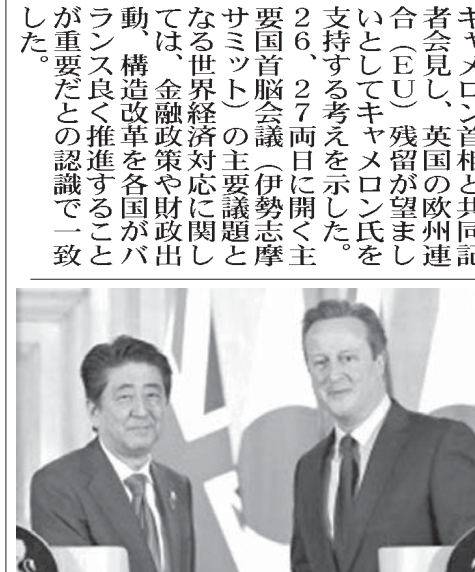 キャメロン首相と共同記
者会見し、英国の欧州連
合（ＥＵ）残留が望まし
いとしてキャメロン氏を
支持する考えを示した。
２６、２７両日に開く主
要国首脳会議（伊勢志摩
サミット）の主要議題と
なる世界経済対応に関し
ては、金融政策や財政出
動、構造改革を各国がバ
ランス良く推進すること
が重要だとの認識で一致
した。